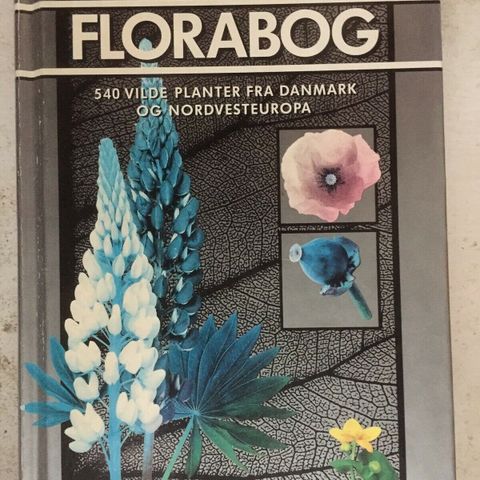 FLORABOG
540 VILDE PLANTER FRA DANMARK
OG NORDVESTEUROPA